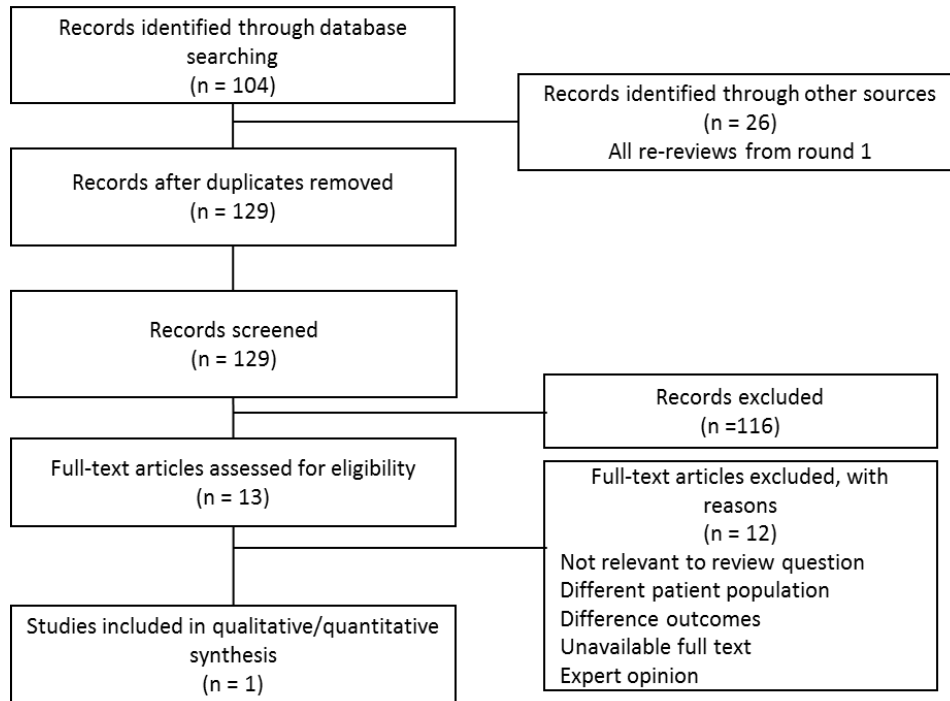 Records identified through database
searching
(n = 104)
Records identified through other sources
(n = 26)
All re-reviews from round 1
Records after duplicates removed
(n = 129)
Records screened
(n = 129)
Records excluded
(n =116)
Full-text articles assessed for eligibility
(n = 13)
Full-text articles excluded, with
reasons
(n = 12)
Not relevant to review question
Different patient population
Difference outcomes
Unavailable full text
Expert opinion
Studies included in qualitative/quantitative
synthesis
(n = 1)